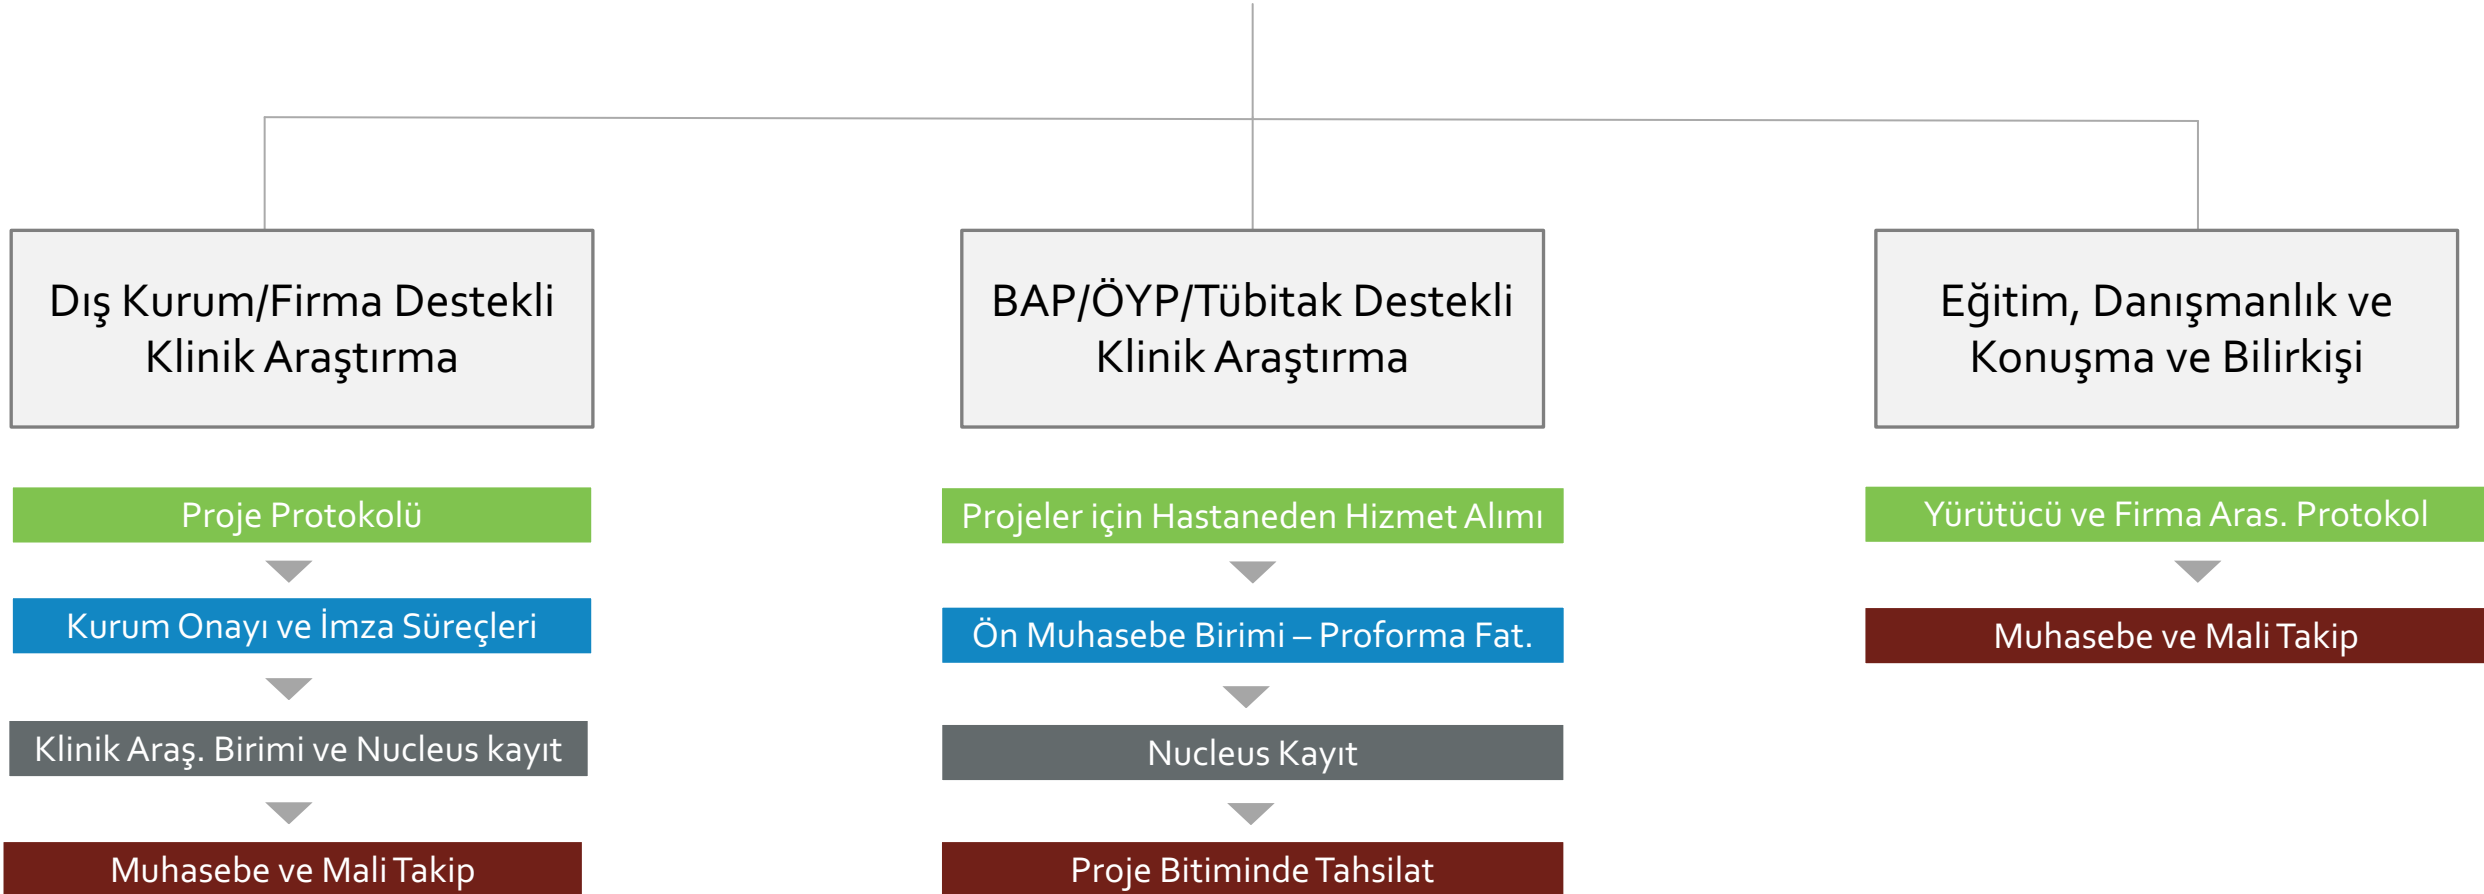 Dış Kurum/Firma Destekli
Klinik Araştırma
Proje Protokolü
Kurum Onayı ve İmza Süreçleri
Klinik Araş. Birimi ve Nucleus kayıt
Muhasebe ve Mali Takip
BAP/ÖYP/Tübitak Destekli
Klinik Araştırma
Projeler için Hastaneden Hizmet Alımı
Ön Muhasebe Birimi – Proforma Fat.
Nucleus Kayıt
Proje Bitiminde Tahsilat
Eğitim, Danışmanlık ve
Konuşma ve Bilirkişi
Yürütücü ve Firma Aras. Protokol
Muhasebe ve Mali Takip